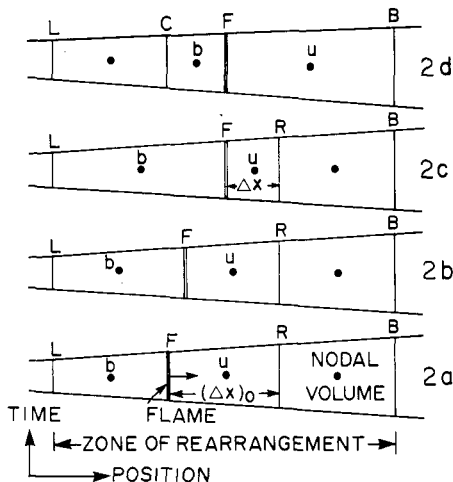 L C F B
b u 2d
F R B
L b u 2c
Δx
L F R B
b u 2b
L F R B
b u NODAL 2a
(Δx)₀ VOLUME
TIME FLAME
ZONE OF REARRANGEMENT
POSITION